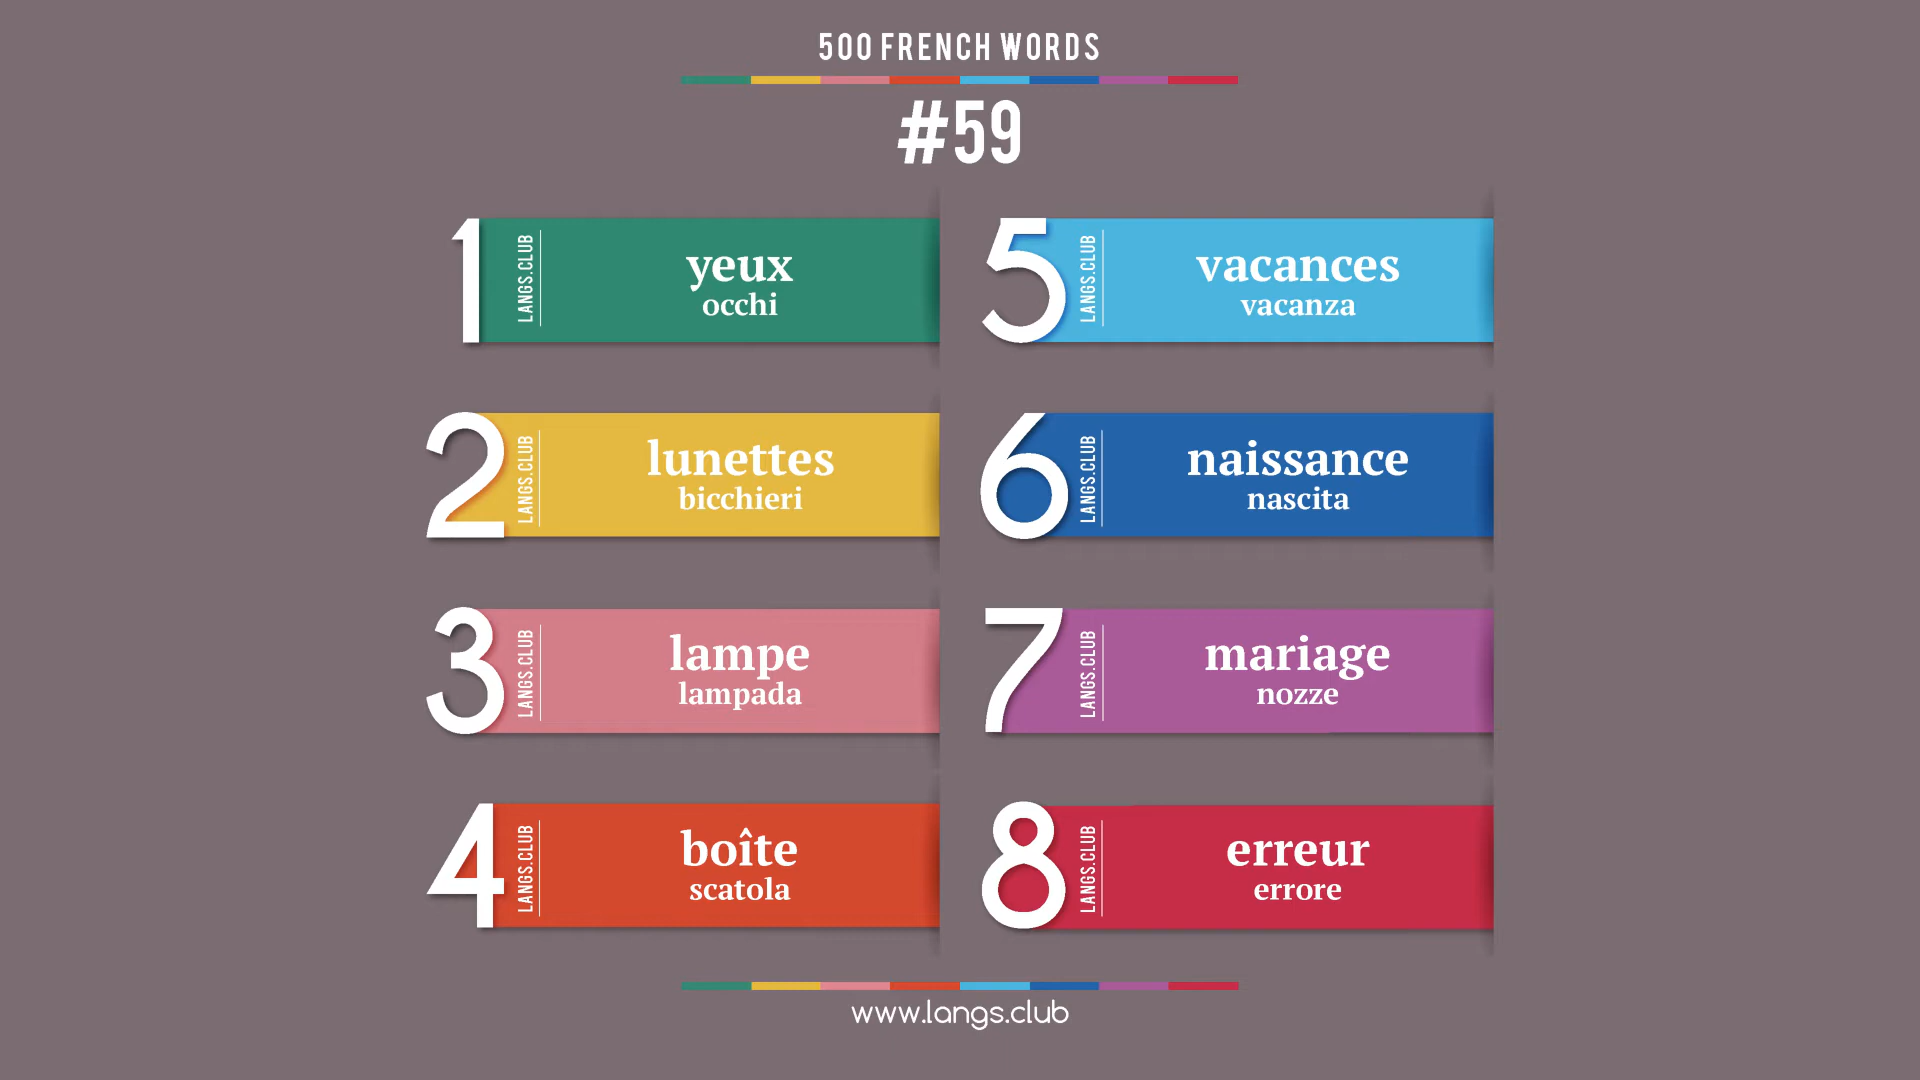 500 FRENCH WORDS
#59
1
LANGS.CLUB
yeux
occhi
2
LANGS.CLUB
lunettes
bicchieri
3
LANGS.CLUB
lampe
lampada
4
LANGS.CLUB
boîte
scatola
5
LANGS.CLUB
vacances
vacanza
6
LANGS.CLUB
naissance
nascita
7
LANGS.CLUB
mariage
nozze
8
LANGS.CLUB
erreur
errore
www.langs.club